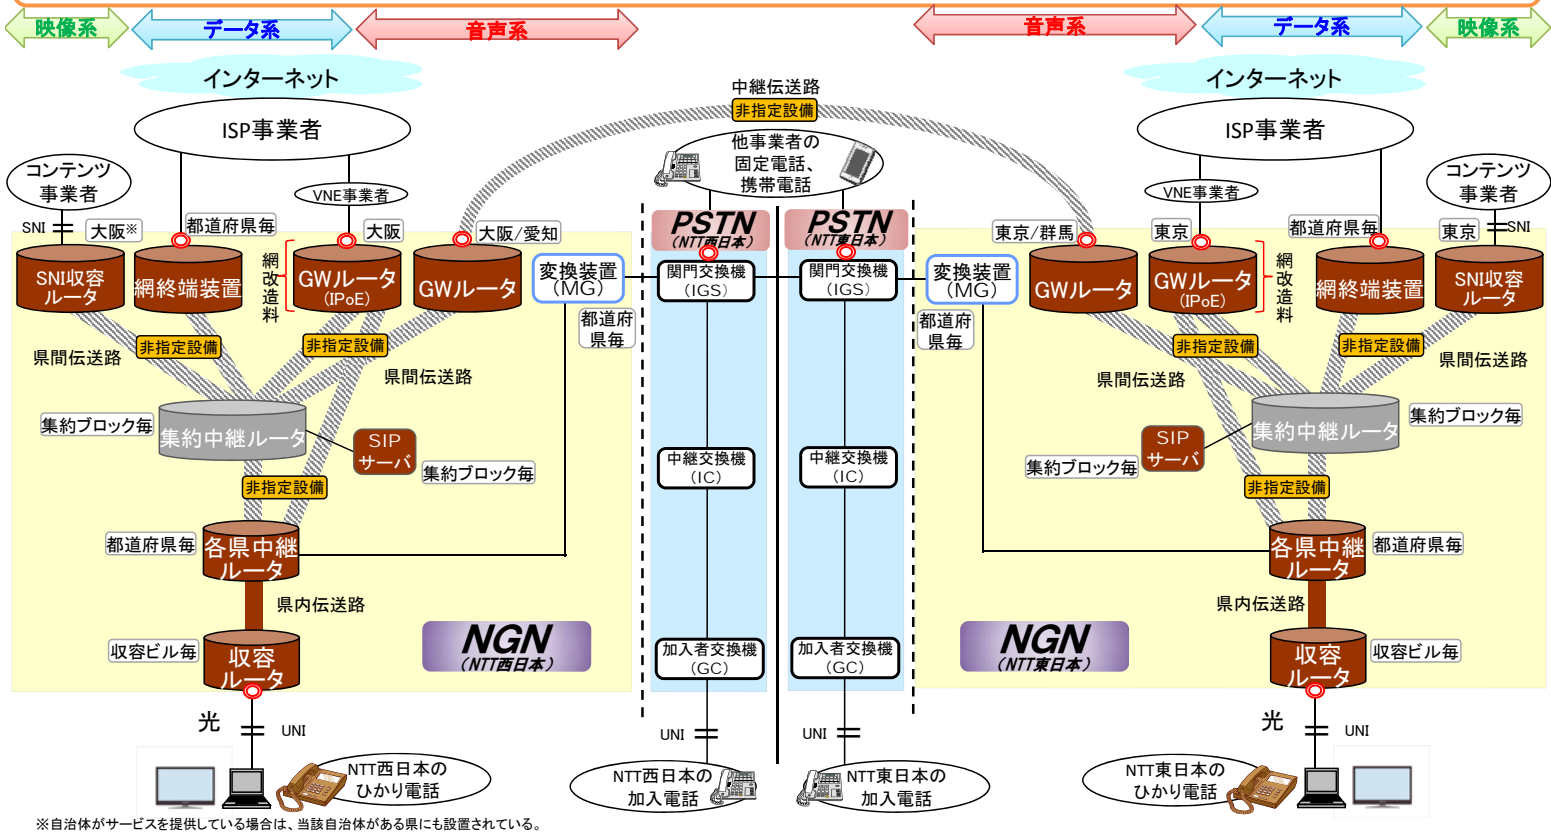 映像系
データ系
音声系
音声系
データ系
映像系
インターネット
ISP事業者
コンテンツ
事業者
VNE事業者
SNI
大阪※
都道府県毎
大阪
大阪/愛知
SNI収容
ルータ
網終端装置
網改造料
GWルータ
(IPoE)
GWルータ
変換装置
(MG)
都道府
県毎
県間伝送路
非指定設備
非指定設備
県間伝送路
集約ブロック毎
集約中継ルータ
SIP
サーバ
集約ブロック毎
非指定設備
都道府県毎
各県中継
ルータ
県内伝送路
収容ビル毎
収容
ルータ
NGN
(NTT西日本)
光
UNI
NTT西日本の
ひかり電話
中継伝送路
非指定設備
他事業者の
固定電話、
携帯電話
PSTN
(NTT西日本)
関門交換機
(IGS)
中継交換機
(IC)
加入者交換機
(GC)
UNI
NTT西日本の
加入電話
PSTN
(NTT東日本)
関門交換機
(IGS)
中継交換機
(IC)
加入者交換機
(GC)
UNI
NTT東日本の
加入電話
インターネット
ISP事業者
VNE事業者
コンテンツ
事業者
SNI
東京/群馬
東京
都道府県毎
東京
変換装置
(MG)
都道府
県毎
GWルータ
GWルータ
(IPoE)
網改造料
網終端装置
SNI収容
ルータ
非指定設備
非指定設備
県間伝送路
県間伝送路
集約ブロック毎
集約中継ルータ
SIP
サーバ
集約ブロック毎
非指定設備
各県中継
ルータ
都道府県毎
県内伝送路
収容
ルータ
収容ビル毎
NGN
(NTT東日本)
光
UNI
NTT東日本の
ひかり電話
※自治体がサービスを提供している場合は、当該自治体がある県にも設置されている。